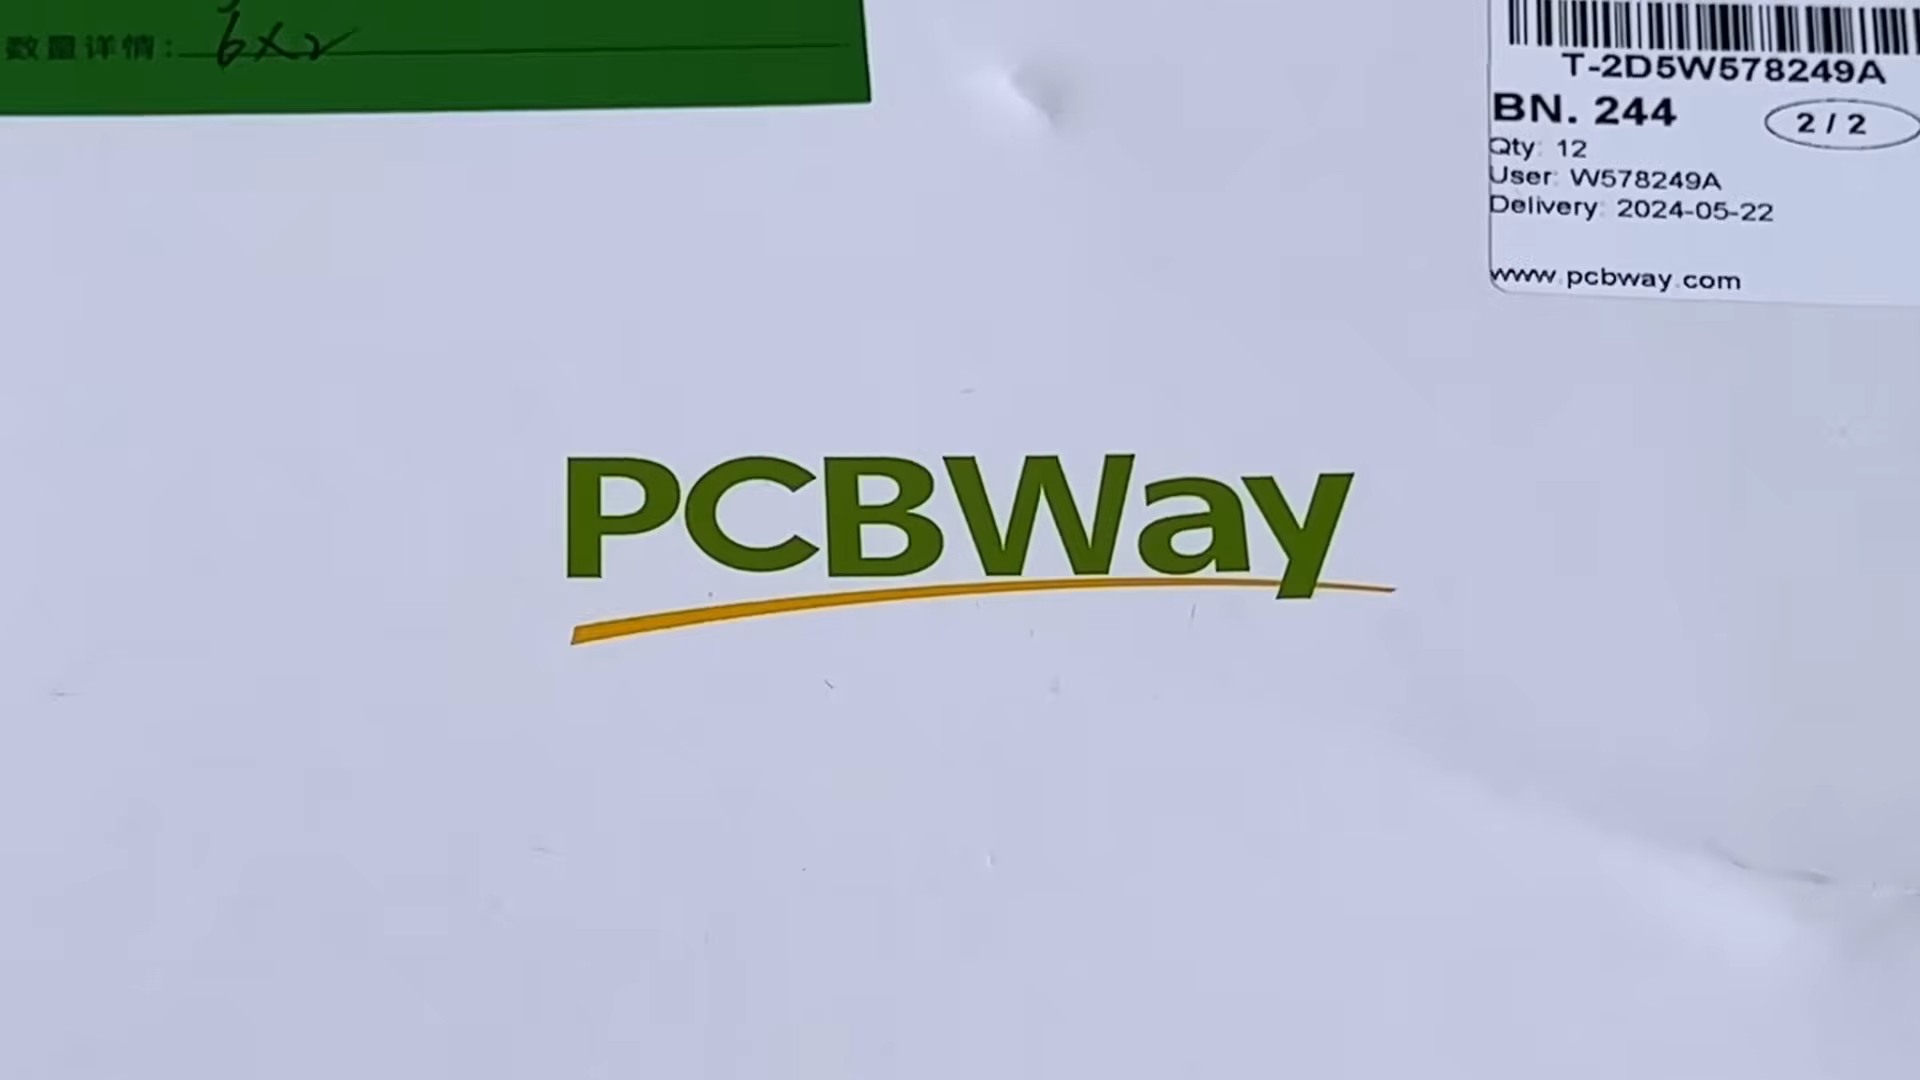 数量详情: 6x2
T-2D5W578249A
BN. 244
2 / 2
Qty: 12
User: W578249A
Delivery: 2024-05-22
www.pcbway.com
PCBWay